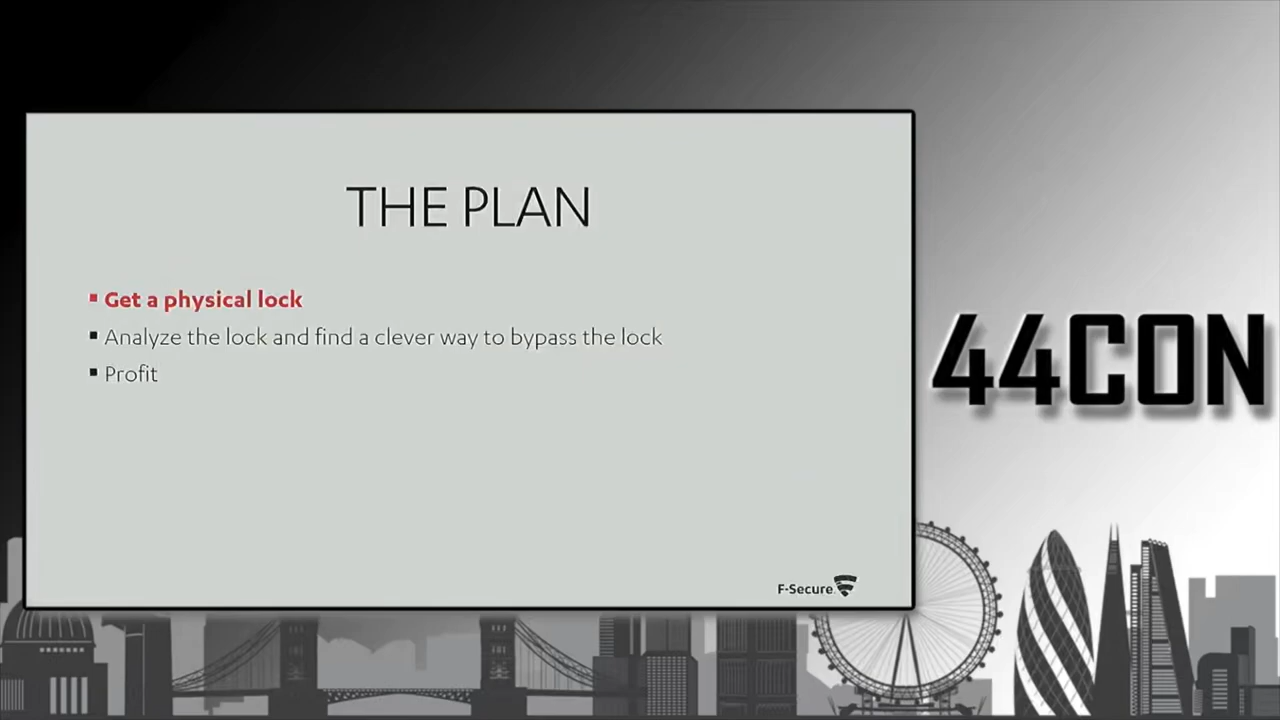 THE PLAN
Get a physical lock
Analyze the lock and find a clever way to bypass the lock
Profit
F-Secure
44CON